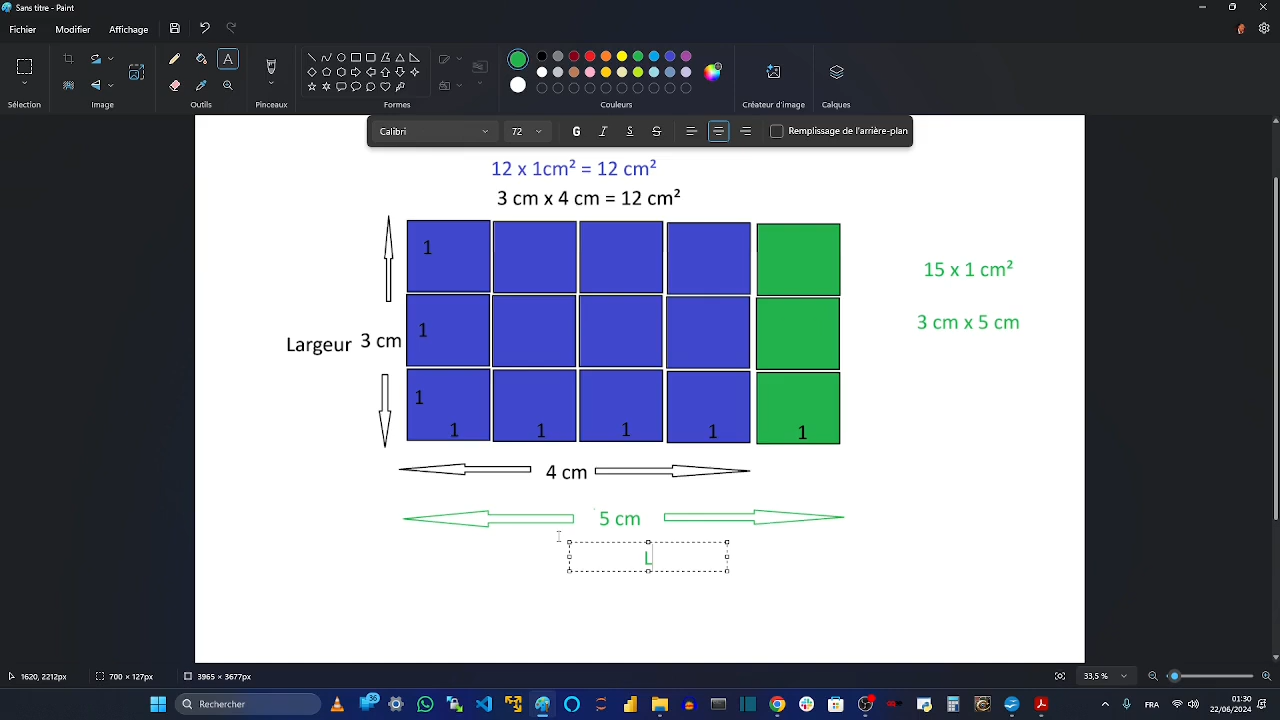 Sans titre - Paint
Fichier Modifier Affichage
Sélection Image Outils Pinceaux Formes Couleurs Créateur d'image Calques
Calibri 72 G I S S Remplissage de l'arrière-plan
12 x 1cm² = 12 cm²
3 cm x 4 cm = 12 cm²
1
15 x 1 cm²
3 cm x 5 cm
1
Largeur 3 cm
1
1 1 1 1 1
4 cm
5 cm
L
1620, 2217px 700 x 127px 3965 x 3677px 33,3%
Rechercher 36 FRA 01:30
22/06/2024